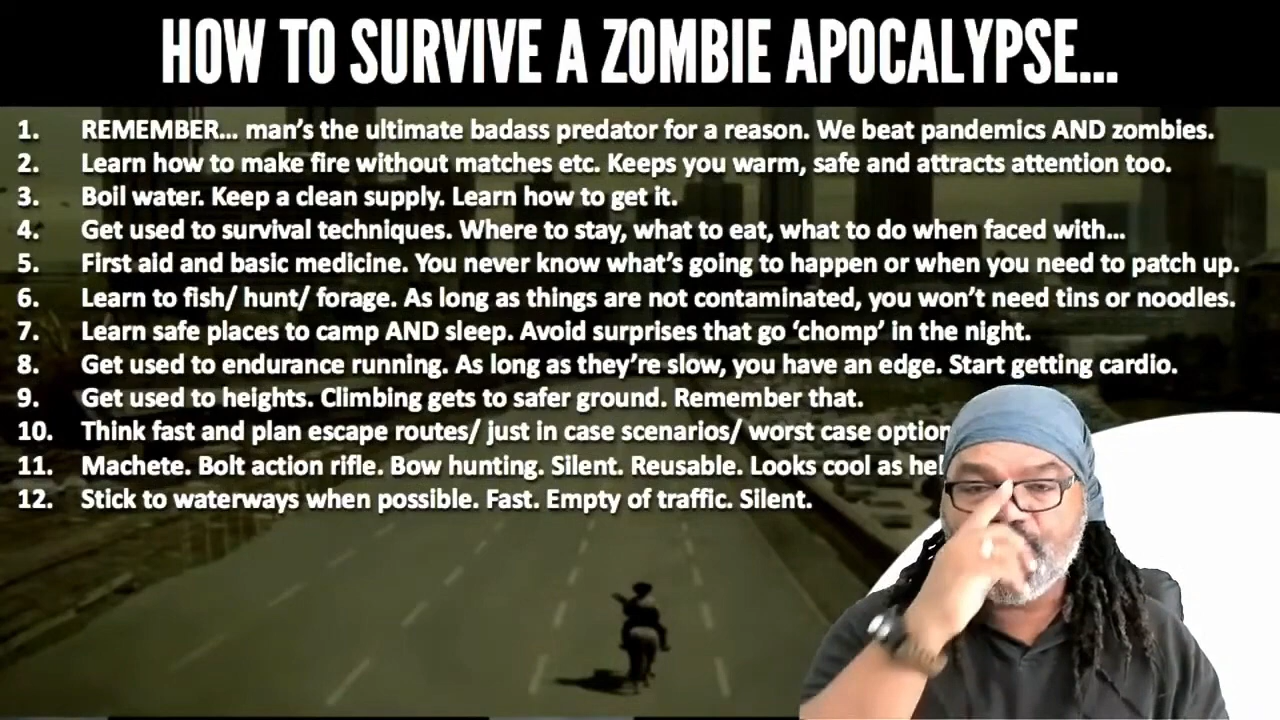 HOW TO SURVIVE A ZOMBIE APOCALYPSE...
1. REMEMBER... man's the ultimate badass predator for a reason. We beat pandemics AND zombies.
2. Learn how to make fire without matches etc. Keeps you warm, safe and attracts attention too.
3. Boil water. Keep a clean supply. Learn how to get it.
4. Get used to survival techniques. Where to stay, what to eat, what to do when faced with...
5. First aid and basic medicine. You never know what's going to happen or when you need to patch up.
6. Learn to fish/ hunt/ forage. As long as things are not contaminated, you won't need tins or noodles.
7. Learn safe places to camp AND sleep. Avoid surprises that go 'chomp' in the night.
8. Get used to endurance running. As long as they're slow, you have an edge. Start getting cardio.
9. Get used to heights. Climbing gets to safer ground. Remember that.
10. Think fast and plan escape routes/ just in case scenarios/ worst case option
11. Machete. Bolt action rifle. Bow hunting. Silent. Reusable. Looks cool as
12. Stick to waterways when possible. Fast. Empty of traffic. Silent.